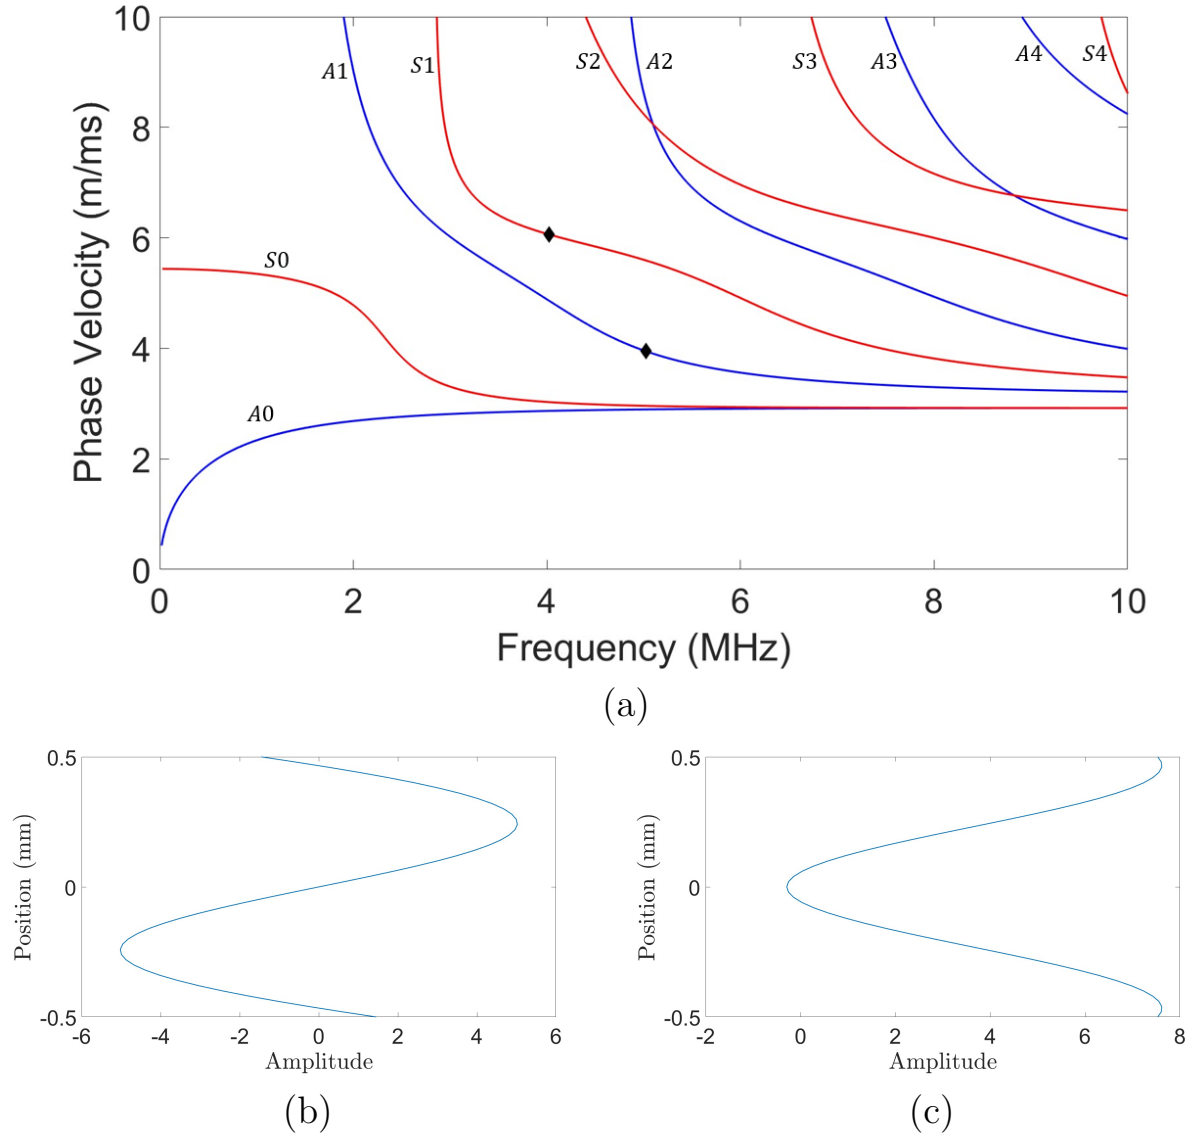 10
8
6
4
2
0
Phase Velocity (m/ms)
A1
S1
S2
A2
S3
A3
A4
S4
S0
A0
0
2
4
6
8
10
Frequency (MHz)
(a)
0.5
0
-0.5
Position (mm)
-6
-4
-2
0
2
4
6
Amplitude
(b)
0.5
0
-0.5
Position (mm)
-2
0
2
4
6
8
Amplitude
(c)